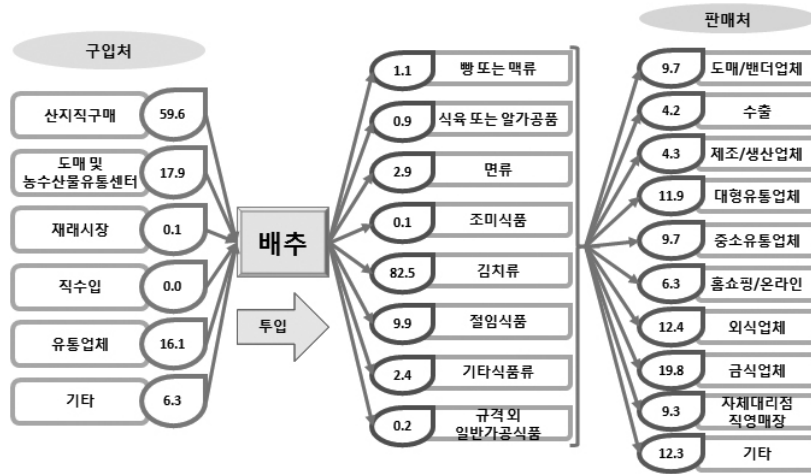 구입처
산지직구매
59.6
도매 및
농수산물유통센터
17.9
재래시장
0.1
직수입
0.0
유통업체
16.1
기타
6.3
배추
투입
1.1
빵 또는 맥류
0.9
식육 또는 알가공품
2.9
면류
0.1
조미식품
82.5
김치류
9.9
절임식품
2.4
기타식품류
0.2
규격 외
일반가공식품
판매처
9.7
도매/밴더업체
4.2
수출
4.3
제조/생산업체
11.9
대형유통업체
9.7
중소유통업체
6.3
홈쇼핑/온라인
12.4
외식업체
19.8
급식업체
9.3
자체대리점
직영매장
12.3
기타